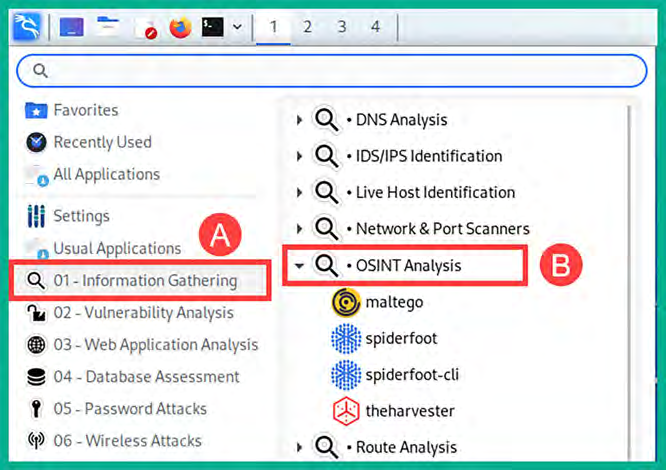 1 2 3 4
Favorites
Recently Used
All Applications
Settings
Usual Applications
A
01 - Information Gathering
02 - Vulnerability Analysis
03 - Web Application Analysis
04 - Database Assessment
05 - Password Attacks
06 - Wireless Attacks
• DNS Analysis
• IDS/IPS Identification
• Live Host Identification
• Network & Port Scanners
• OSINT Analysis
B
maltego
spiderfoot
spiderfoot-cli
theharvester
• Route Analysis